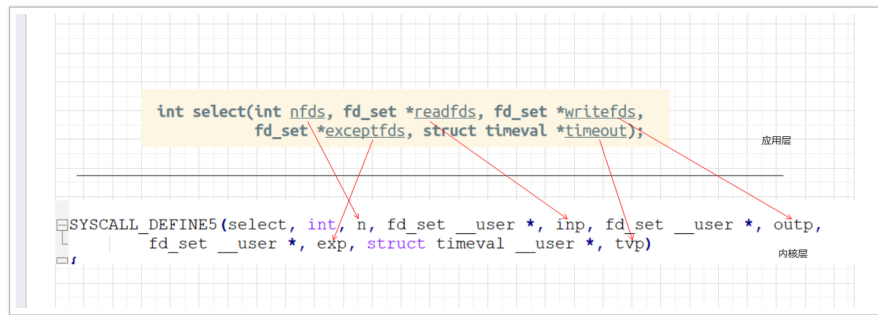 int select(int nfds, fd_set *readfds, fd_set *writefds,
fd_set *exceptfds, struct timeval *timeout);
应用层
SYSCALL_DEFINE5(select, int, n, fd_set __user *, inp, fd_set __user *, outp,
fd_set __user *, exp, struct timeval __user *, tvp)
内核层
{